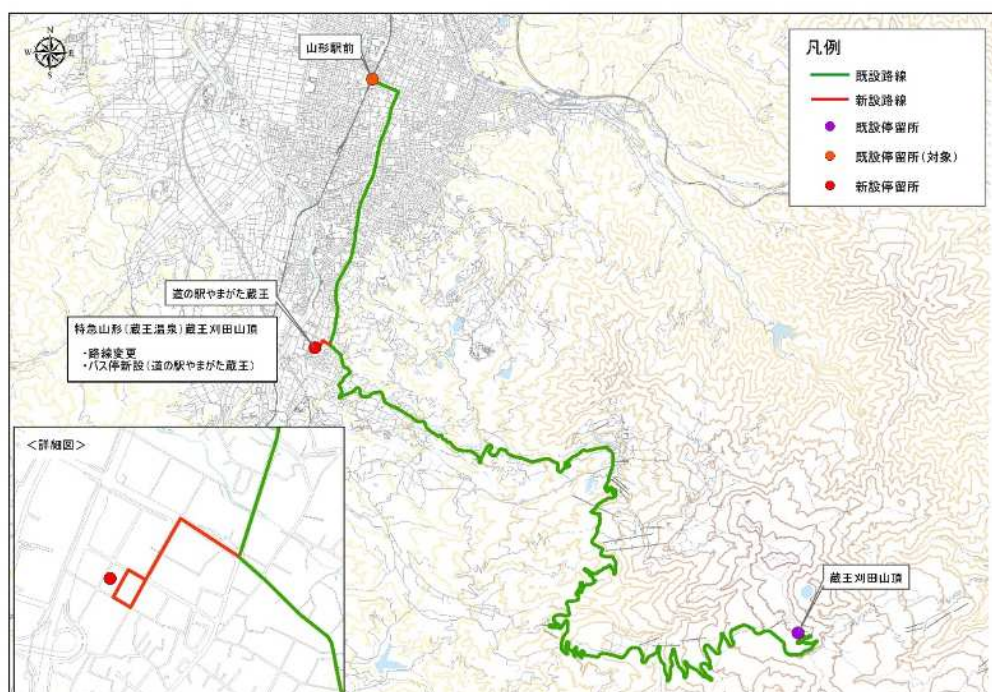 N
W
E
S
山形駅前
凡例
既設路線
新設路線
既設停留所
既設停留所(対象)
新設停留所
道の駅やまがた蔵王
特急山形(蔵王温泉)蔵王刈田山頂
・路線変更
・バス停新設(道の駅やまがた蔵王)
<詳細図>
蔵王刈田山頂